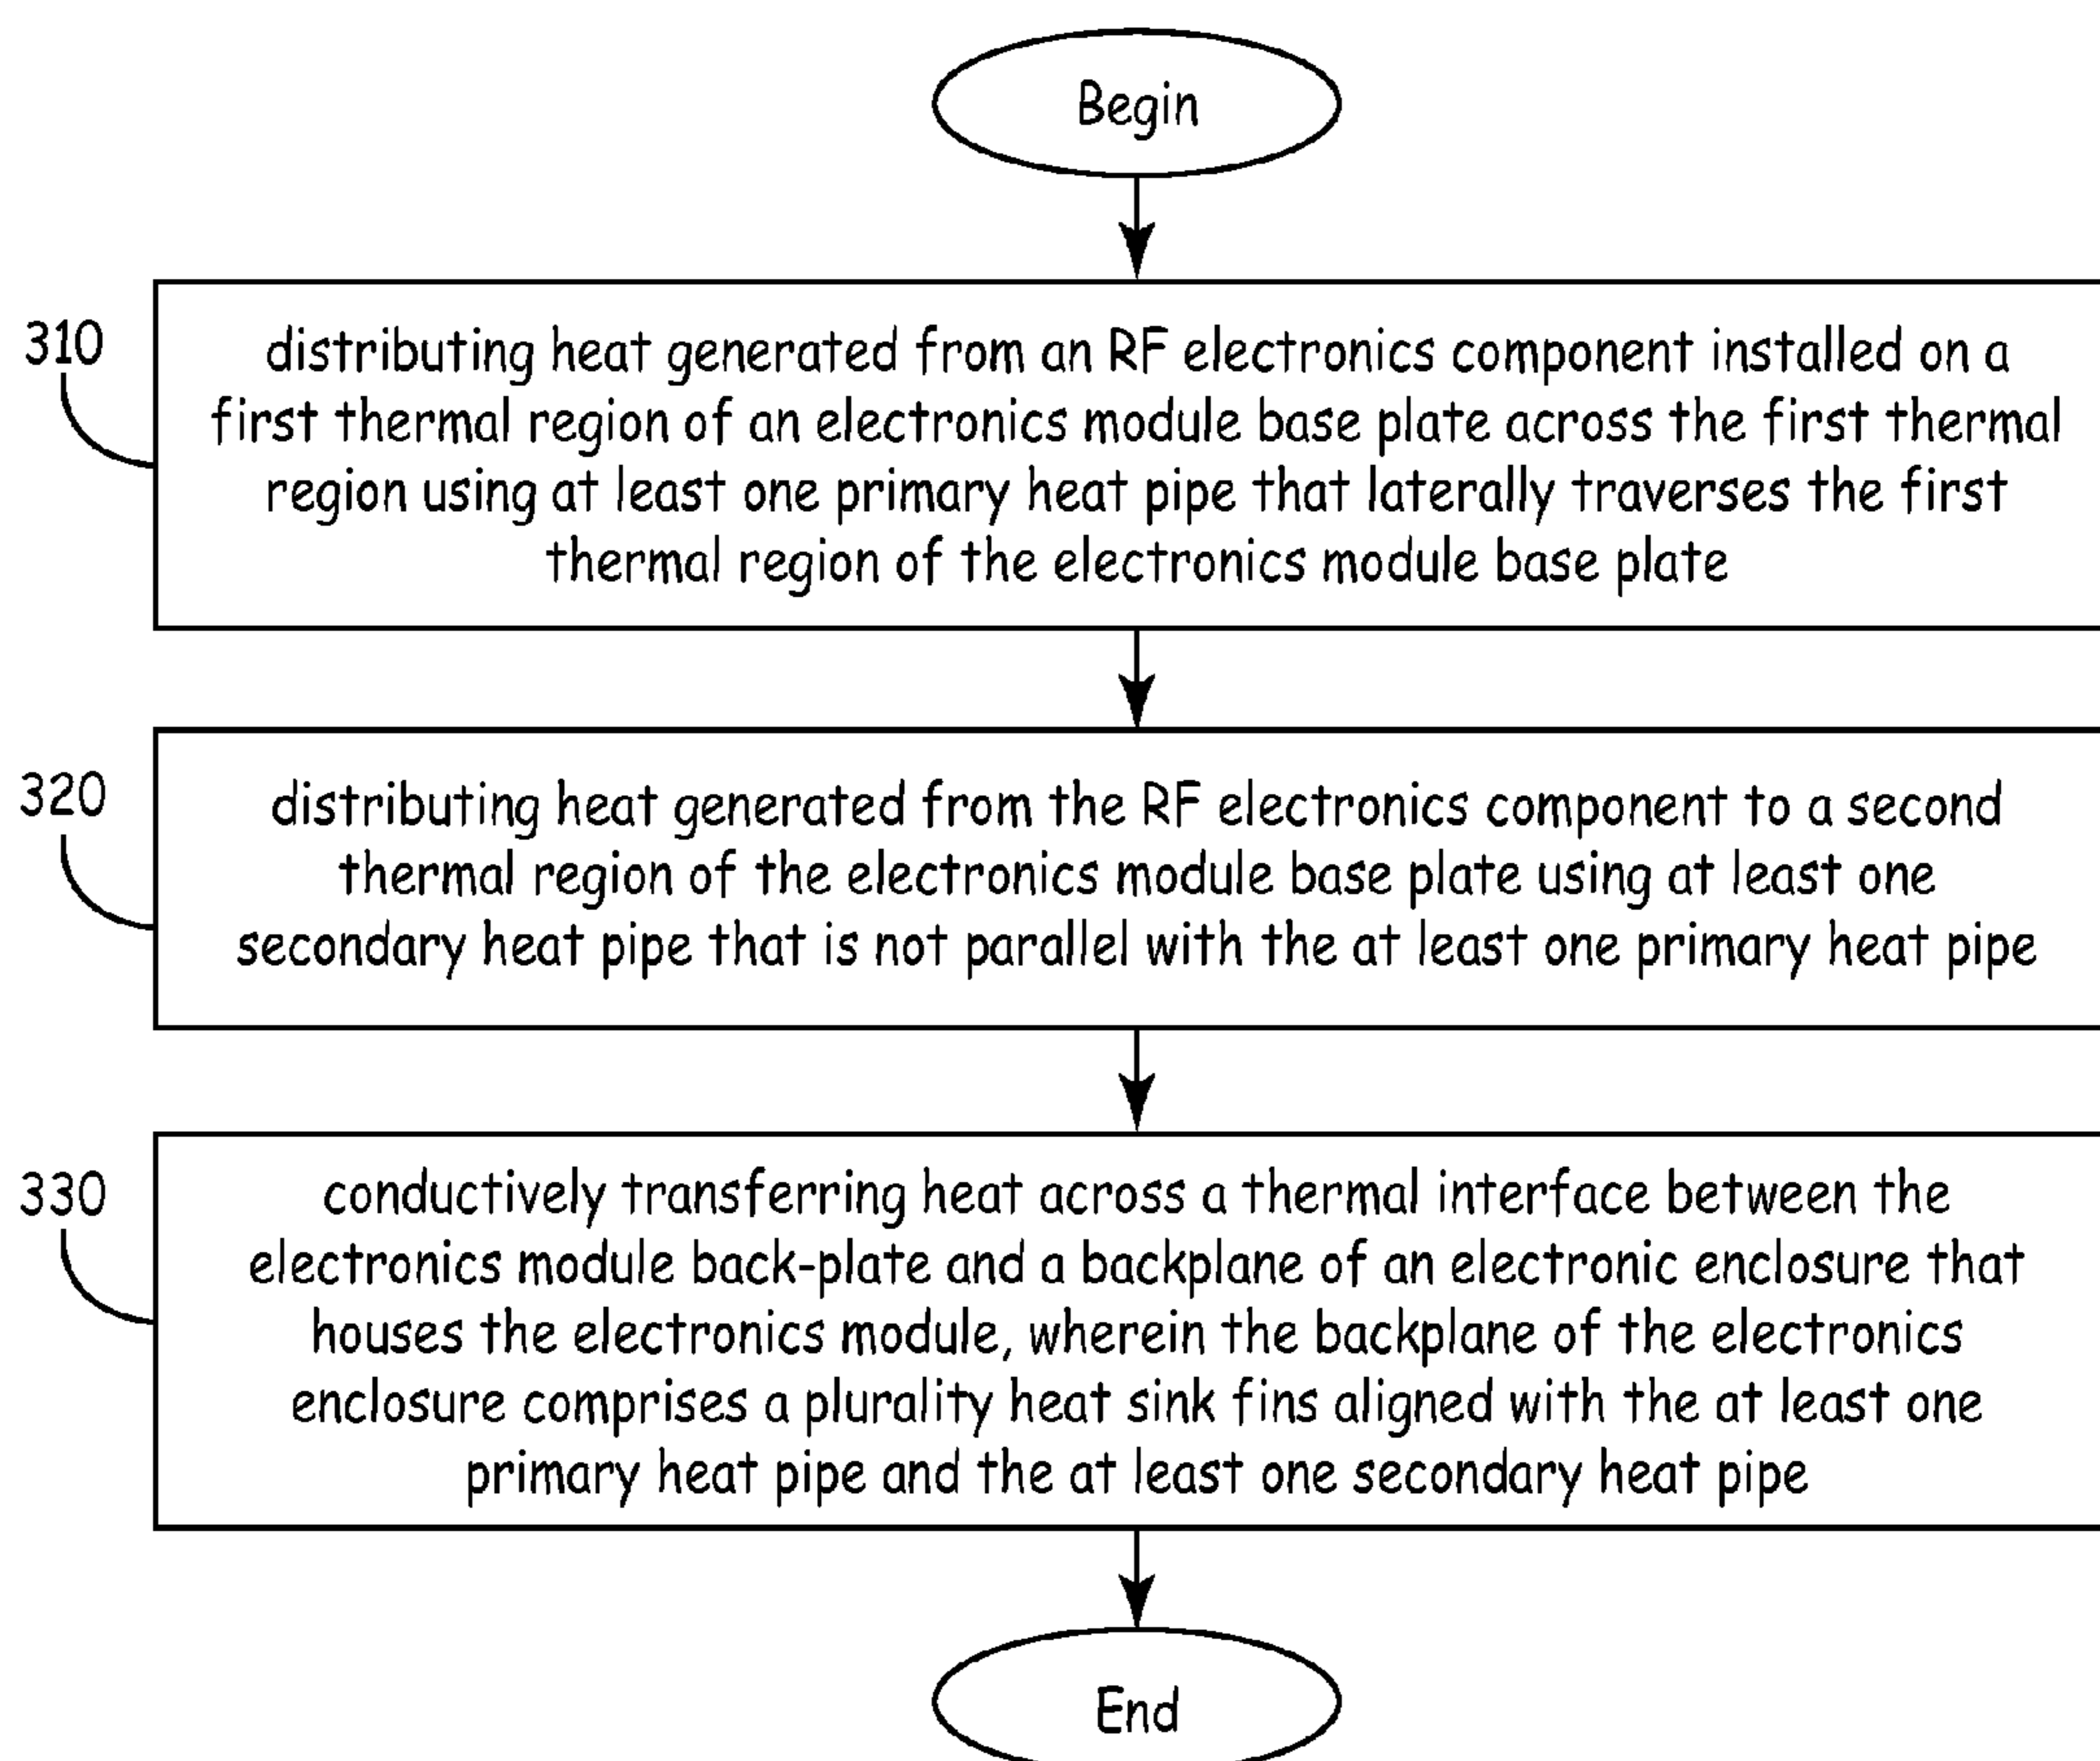 Begin
310
distributing heat generated from an RF electronics component installed on a
first thermal region of an electronics module base plate across the first thermal
region using at least one primary heat pipe that laterally traverses the first
thermal region of the electronics module base plate
320
distributing heat generated from the RF electronics component to a second
thermal region of the electronics module base plate using at least one
secondary heat pipe that is not parallel with the at least one primary heat pipe
330
conductively transferring heat across a thermal interface between the
electronics module back-plate and a backplane of an electronic enclosure that
houses the electronics module, wherein the backplane of the electronics
enclosure comprises a plurality heat sink fins aligned with the at least one
primary heat pipe and the at least one secondary heat pipe
End